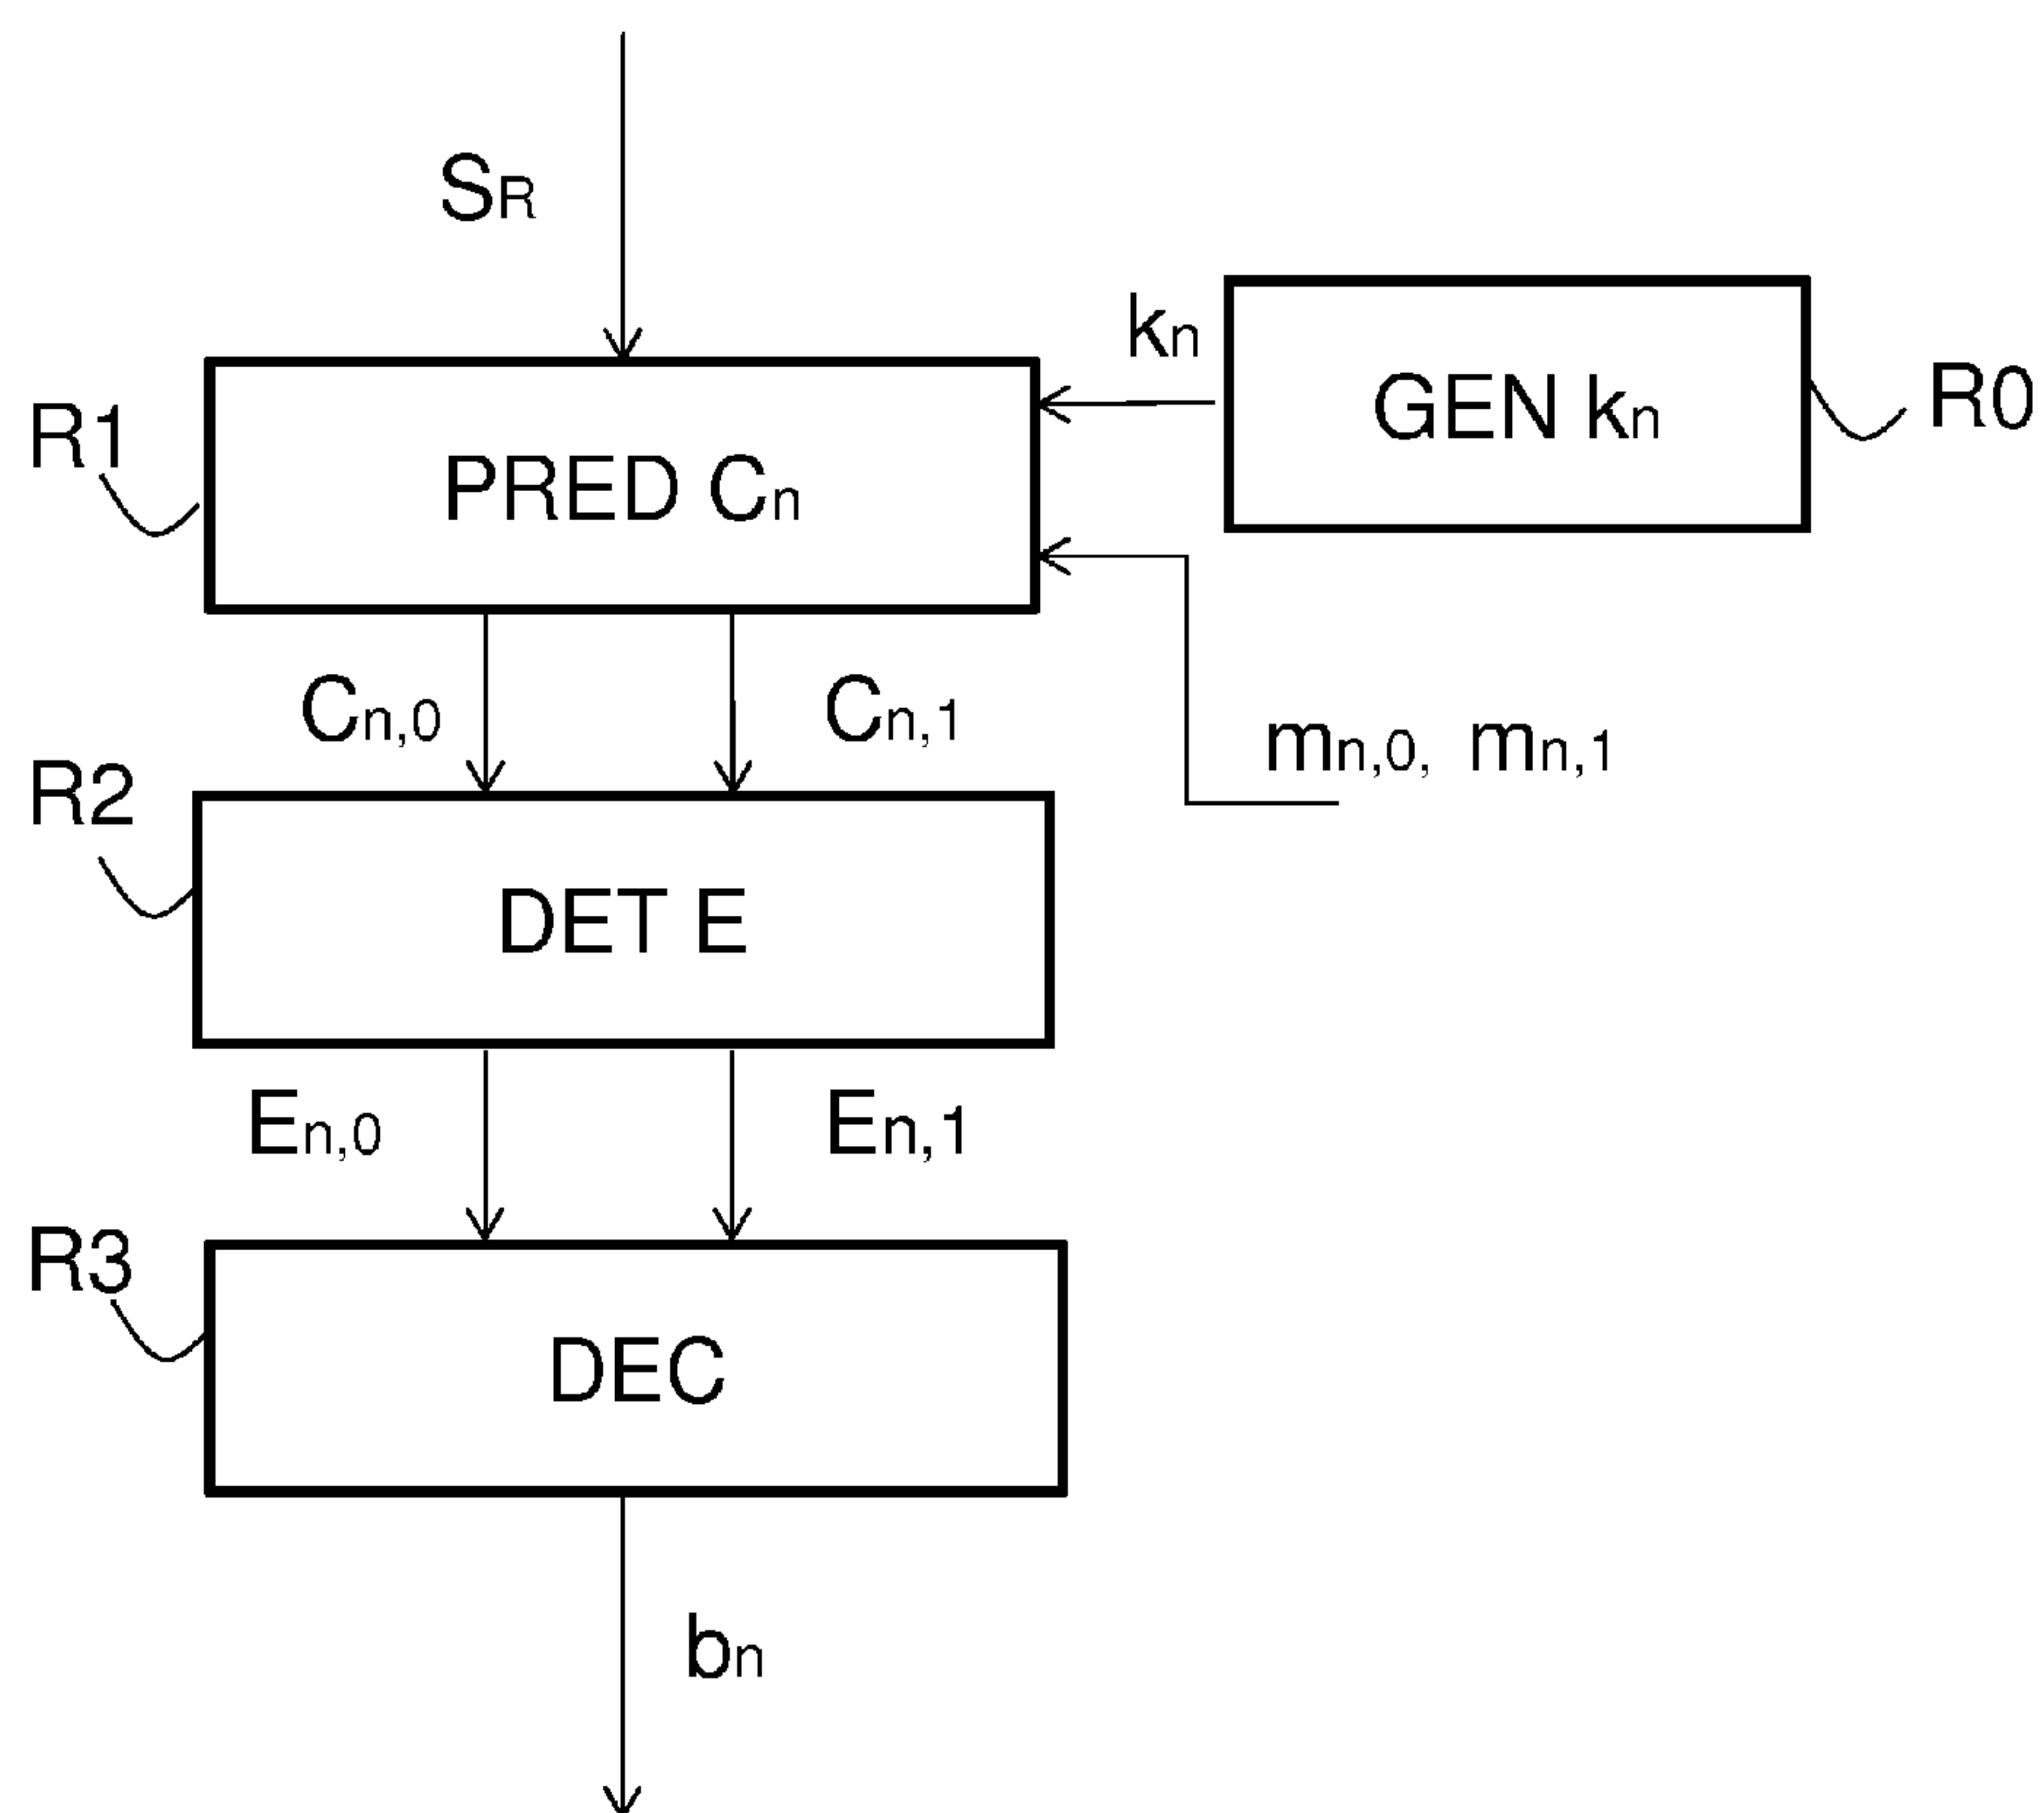 SR
kn
GEN kn
R0
R1
PRED Cn
Cn,0
Cn,1
mn,0, mn,1
R2
DET E
En,0
En,1
R3
DEC
bn